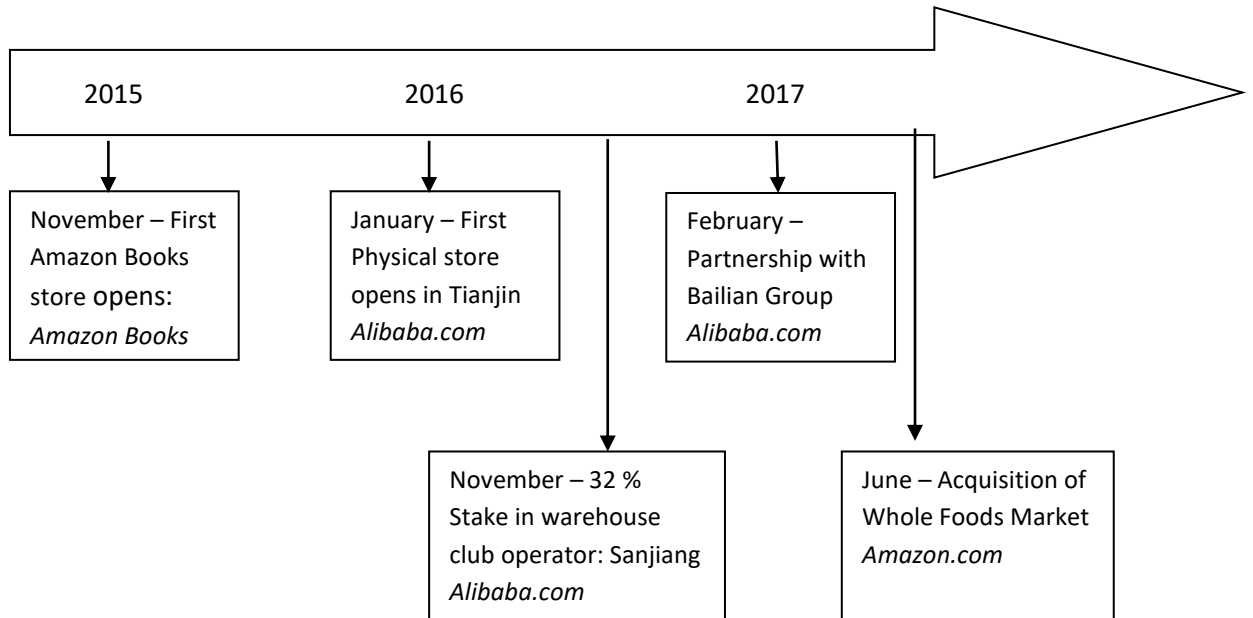 2015
2016
2017
November – First
Amazon Books
store opens:
Amazon Books
January – First
Physical store
opens in Tianjin
Alibaba.com
February –
Partnership with
Bailian Group
Alibaba.com
November – 32 %
Stake in warehouse
club operator: Sanjiang
Alibaba.com
June – Acquisition of
Whole Foods Market
Amazon.com